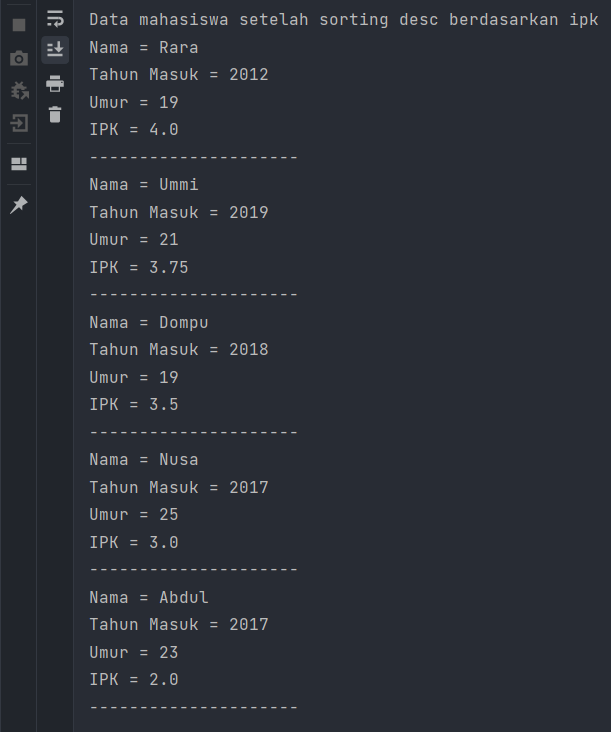 Data mahasiswa setelah sorting desc berdasarkan ipk
Nama = Rara
Tahun Masuk = 2012
Umur = 19
IPK = 4.0
---------------------
Nama = Ummi
Tahun Masuk = 2019
Umur = 21
IPK = 3.75
---------------------
Nama = Dompu
Tahun Masuk = 2018
Umur = 19
IPK = 3.5
---------------------
Nama = Nusa
Tahun Masuk = 2017
Umur = 25
IPK = 3.0
---------------------
Nama = Abdul
Tahun Masuk = 2017
Umur = 23
IPK = 2.0
---------------------